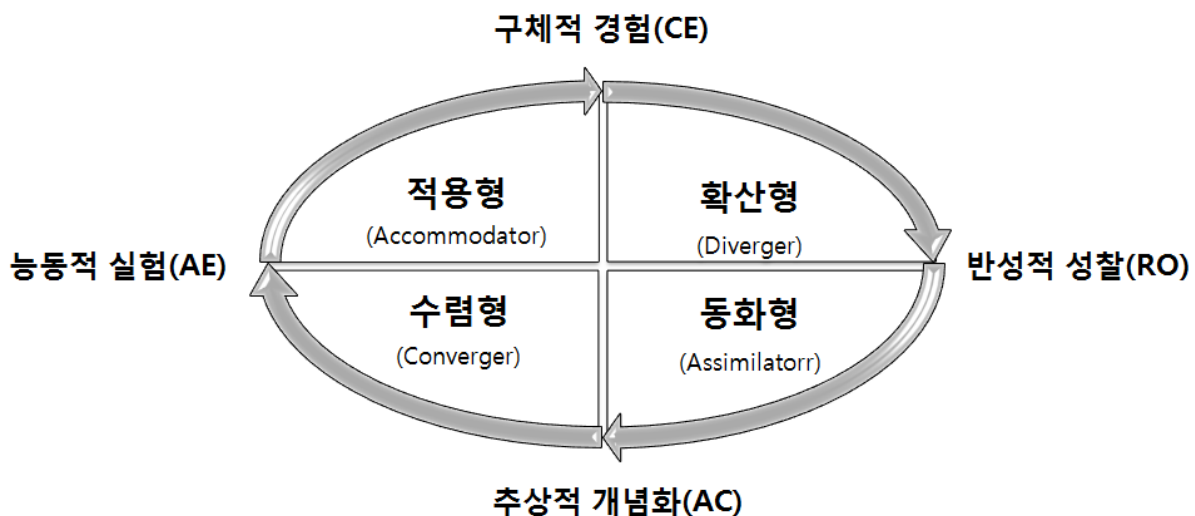 구체적 경험(CE)
적용형
(Accommodator)
확산형
(Diverger)
능동적 실험(AE)
반성적 성찰(RO)
수렴형
(Converger)
동화형
(Assimilatorr)
추상적 개념화(AC)